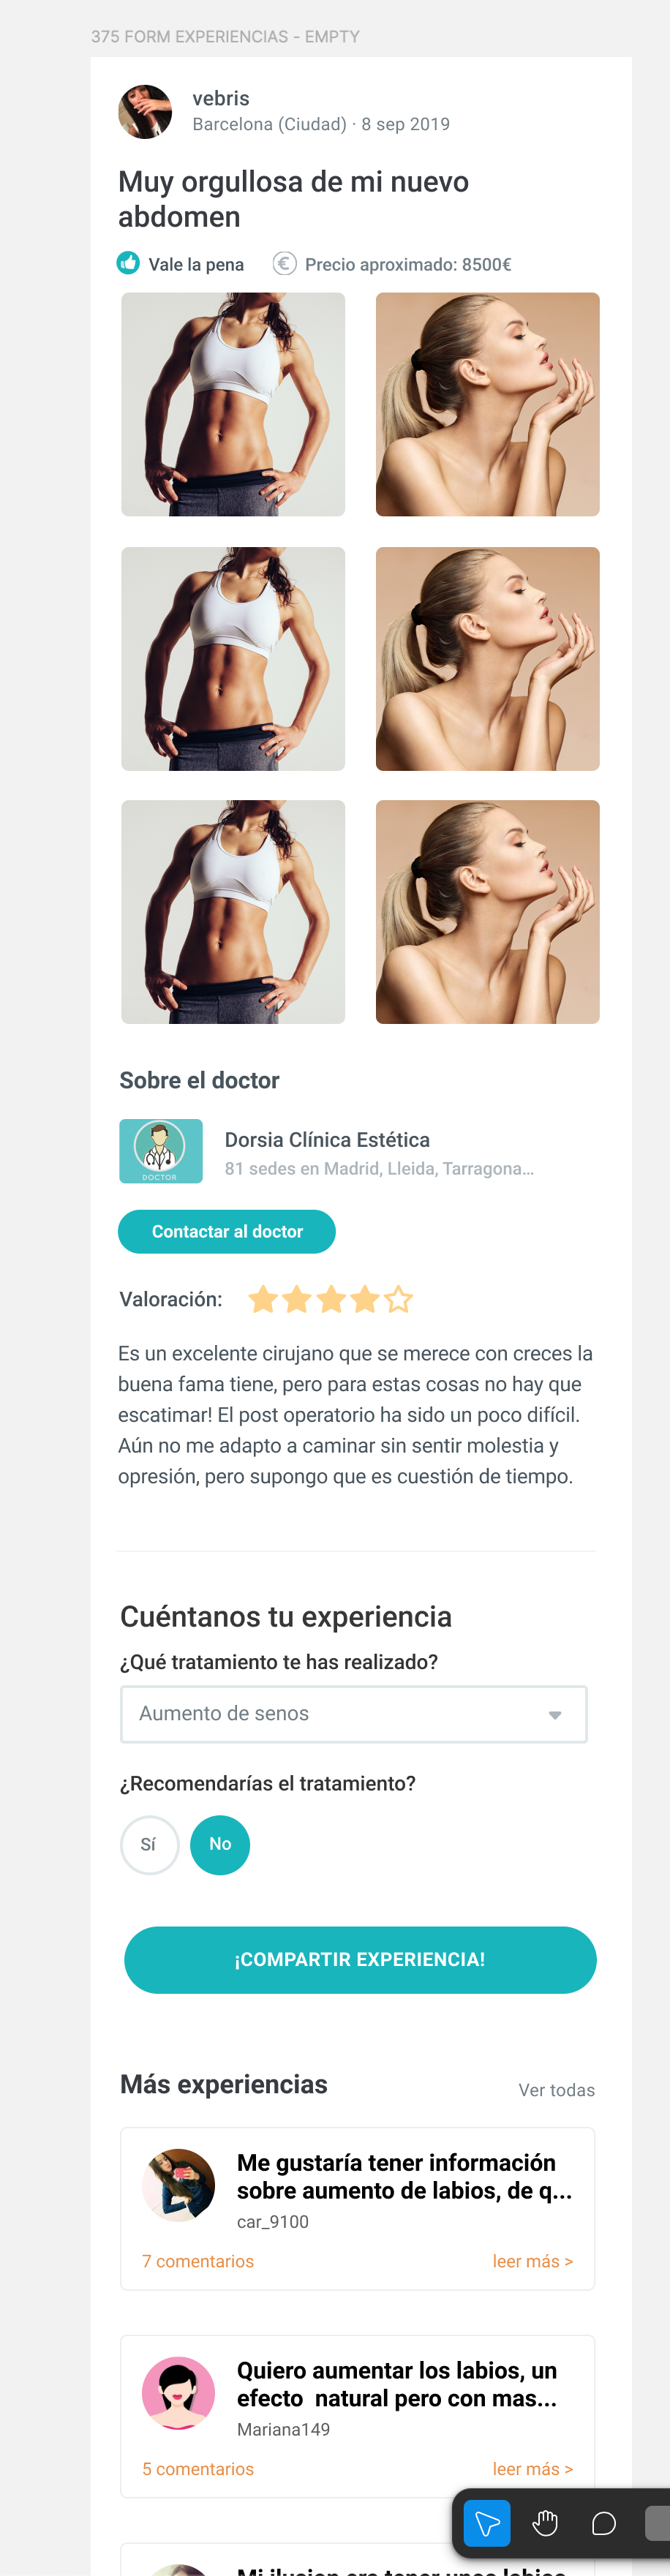 375 FORM EXPERIENCIAS - EMPTY
vebris
Barcelona (Ciudad) · 8 sep 2019
Muy orgullosa de mi nuevo
abdomen
Vale la pena
€ Precio aproximado: 8500€
Sobre el doctor
DOCTOR
Dorsia Clínica Estética
81 sedes en Madrid, Lleida, Tarragona...
Contactar al doctor
Valoración:
Es un excelente cirujano que se merece con creces la
buena fama tiene, pero para estas cosas no hay que
escatimar! El post operatorio ha sido un poco difícil.
Aún no me adapto a caminar sin sentir molestia y
opresión, pero supongo que es cuestión de tiempo.
Cuéntanos tu experiencia
¿Qué tratamiento te has realizado?
Aumento de senos
¿Recomendarías el tratamiento?
Sí
No
¡COMPARTIR EXPERIENCIA!
Más experiencias
Ver todas
Me gustaría tener información
sobre aumento de labios, de q...
car_9100
7 comentarios
leer más >
Quiero aumentar los labios, un
efecto  natural pero con mas...
Mariana149
5 comentarios
leer más >